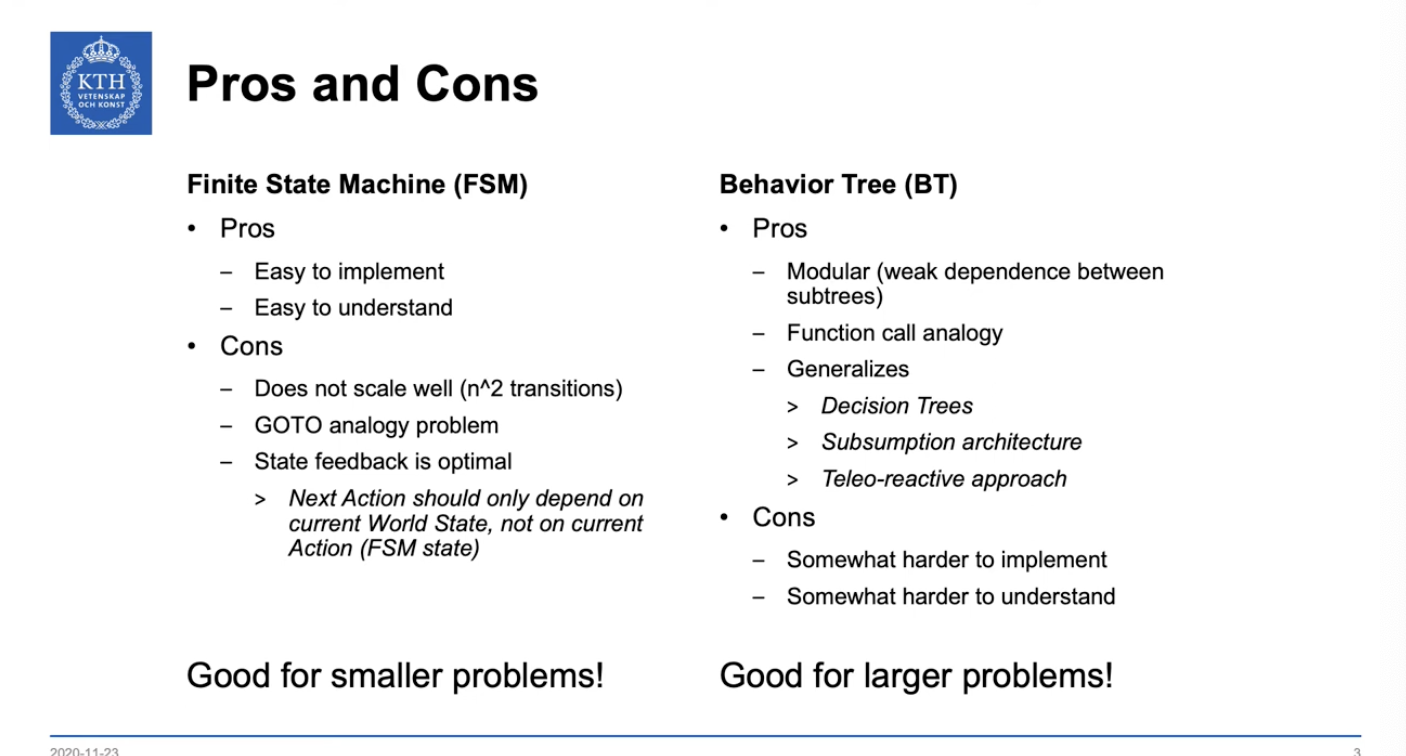 KTH
VETENSKAP
OCH KONST
Pros and Cons
Finite State Machine (FSM)
• Pros
– Easy to implement
– Easy to understand
• Cons
– Does not scale well (n^2 transitions)
– GOTO analogy problem
– State feedback is optimal
> Next Action should only depend on
current World State, not on current
Action (FSM state)
Good for smaller problems!
Behavior Tree (BT)
• Pros
– Modular (weak dependence between
subtrees)
– Function call analogy
– Generalizes
> Decision Trees
> Subsumption architecture
> Teleo-reactive approach
• Cons
– Somewhat harder to implement
– Somewhat harder to understand
Good for larger problems!
2020-11-23
3